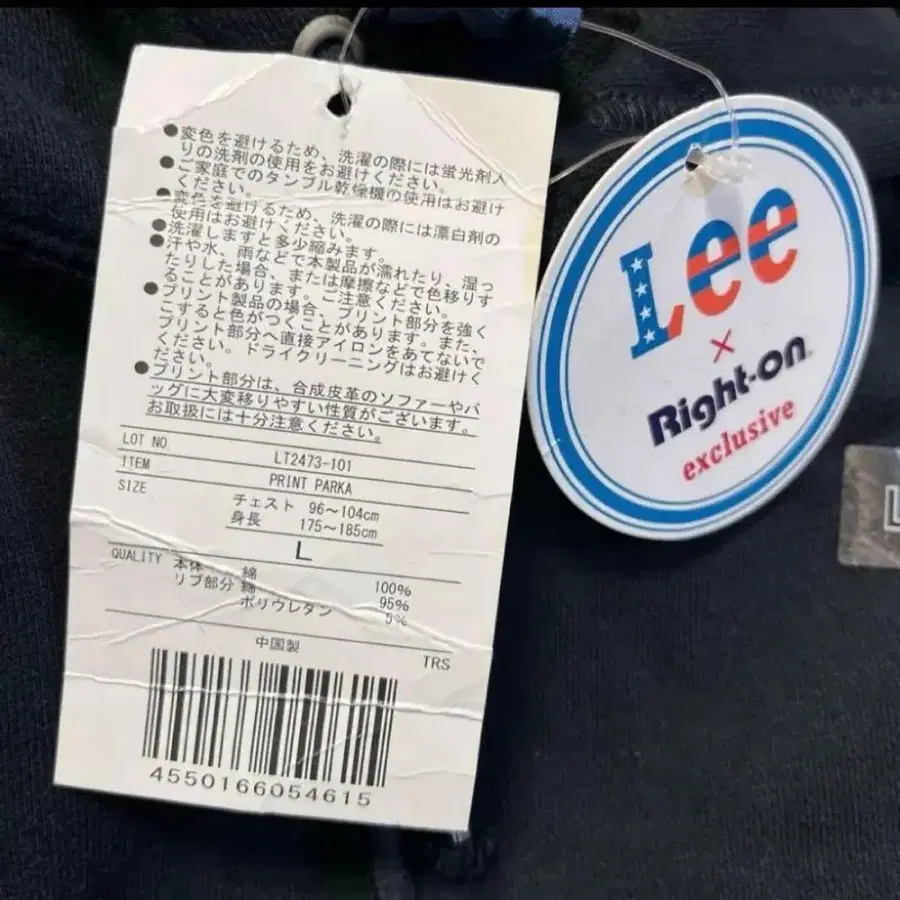 ●変色を避けるため、洗濯の際には蛍光剤入
りの洗剤の使用をお避けください。
●ご家庭でのタンブル乾燥機の使用はお避け
ください。
●変色を避けるため、洗濯の際には漂白剤の
使用はお避けください。
●洗濯しますと多少縮みます。
●汗や水、雨などで本製品が濡れたり、湿っ
たりした場合、または摩擦などで色移りす
ることがあります。ご注意ください。
●プリント製品の場合、プリント部分を強く
こすると色がつくことがあります。また、
プリント部分へ直接アイロンをあてないで
ください。ドライクリーニングはお避けく
ださい。
●プリント部分は、合成皮革のソファーやバ
ッグに大変移りやすい性質がございます。
お取扱には十分注意ください。
LOT NO. LT2473-101
ITEM PRINT PARKA
SIZE チェスト 96～104cm
身長 175～185cm
L
QUALITY 本体 綿 100%
リブ部分 綿 95%
ポリウレタン 5%
中国製
TRS
4550166054615
Lee
×
Right-on
exclusive